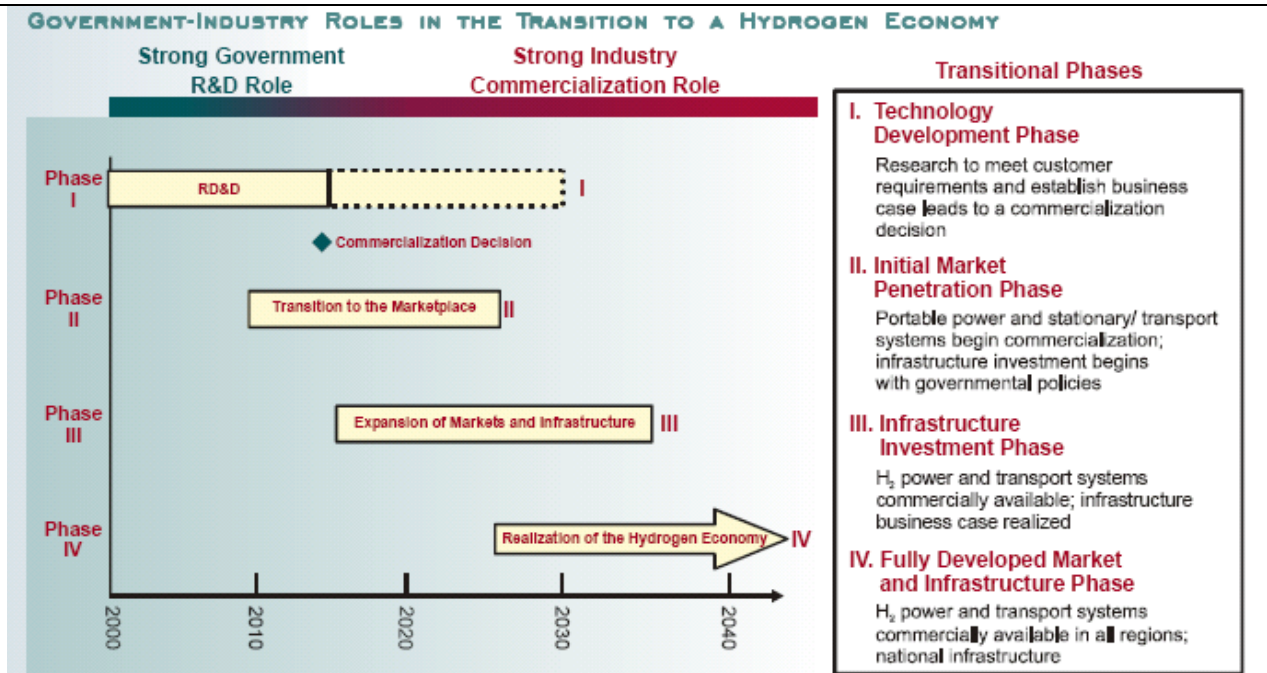 GOVERNMENT-INDUSTRY ROLES IN THE TRANSITION TO A HYDROGEN ECONOMY
Strong Government
R&D Role
Strong Industry
Commercialization Role
Phase
I
RD&D
I
Commercialization Decision
Phase
II
Transition to the Marketplace
II
Phase
III
Expansion of Markets and Infrastructure
III
Phase
IV
Realization of the Hydrogen Economy
IV
2000
2010
2020
2030
2040
Transitional Phases
I. Technology
Development Phase
Research to meet customer
requirements and establish business
case leads to a commercialization
decision
II. Initial Market
Penetration Phase
Portable power and stationary/ transport
systems begin commercialization;
infrastructure investment begins
with governmental policies
III. Infrastructure
Investment Phase
H₂ power and transport systems
commercially available; infrastructure
business case realized
IV. Fully Developed Market
and Infrastructure Phase
H₂ power and transport systems
commercially available in all regions;
national infrastructure